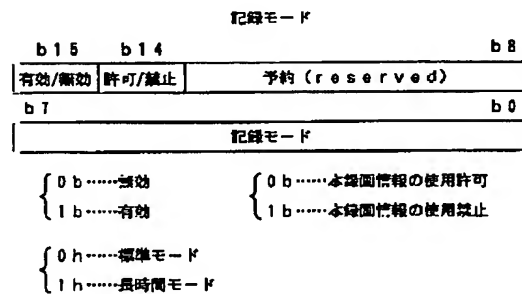 記録モード
b15 b14 b8
有効/無効 許可/禁止 予約 (reserved)
b7 b0
記録モード
0b……無効 0b……本録画情報の使用許可
1b……有効 1b……本録画情報の使用禁止
0h……標準モード
1h……長時間モード